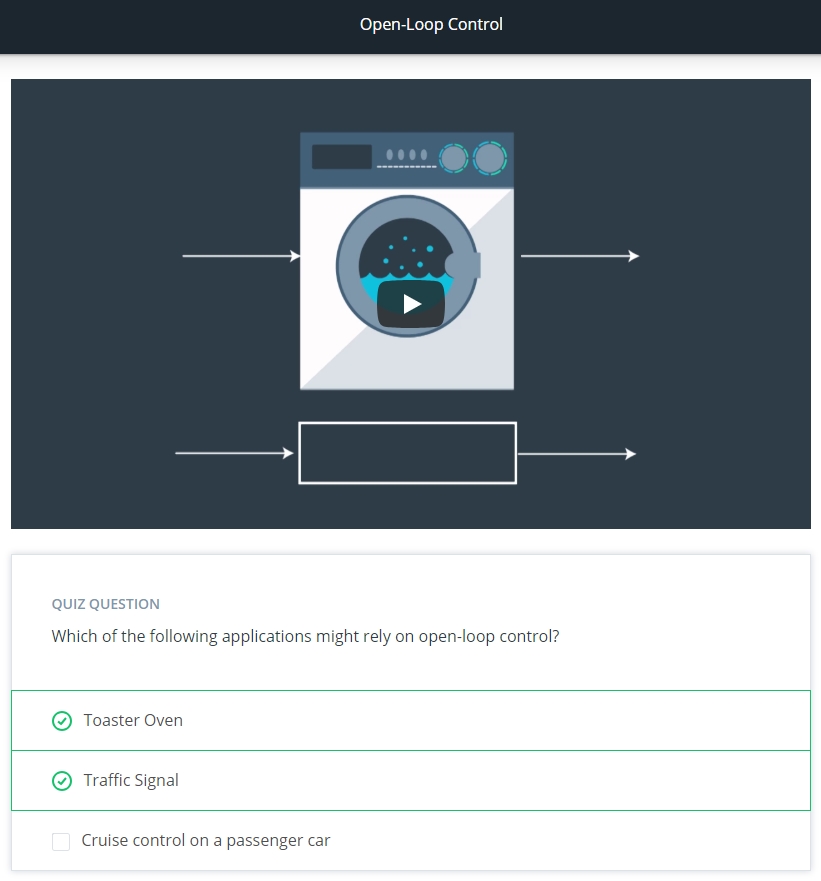 Open-Loop Control
QUIZ QUESTION
Which of the following applications might rely on open-loop control?
Toaster Oven
Traffic Signal
Cruise control on a passenger car